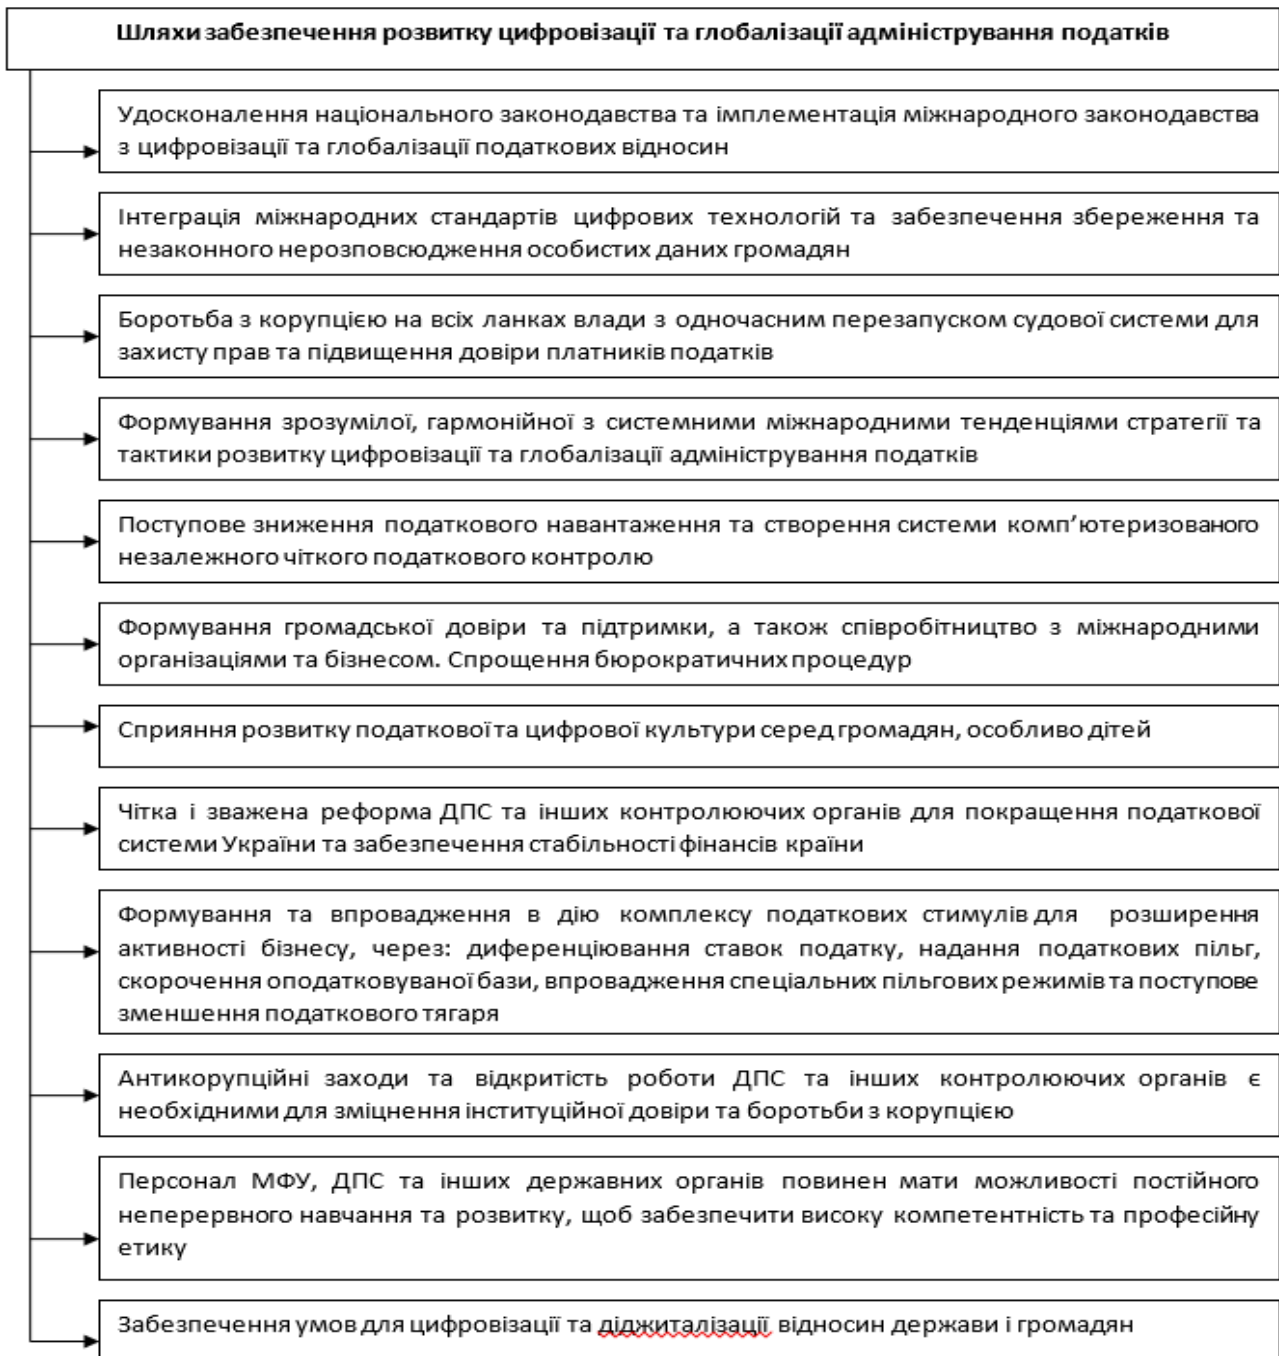 Шляхи забезпечення розвитку цифровізації та глобалізації адміністрування податків
Удосконалення національного законодавства та імплементація міжнародного законодавства
з цифровізації та глобалізації податкових відносин
Інтеграція міжнародних стандартів цифрових технологій та забезпечення збереження та
незаконного нерозповсюдження особистих даних громадян
Боротьба з корупцією на всіх ланках влади з одночасним перезапуском судової системи для
захисту прав та підвищення довіри платників податків
Формування зрозумілої, гармонійної з системними міжнародними тенденціями стратегії та
тактики розвитку цифровізації та глобалізації адміністрування податків
Поступове зниження податкового навантаження та створення системи комп’ютеризованого
незалежного чіткого податкового контролю
Формування громадської довіри та підтримки, а також співробітництво з міжнародними
організаціями та бізнесом. Спрощення бюрократичних процедур
Сприяння розвитку податкової та цифрової культури серед громадян, особливо дітей
Чітка і зважена реформа ДПС та інших контролюючих органів для покращення податкової
системи України та забезпечення стабільності фінансів країни
Формування та впровадження в дію комплексу податкових стимулів для розширення
активності бізнесу, через: диференціювання ставок податку, надання податкових пільг,
скорочення оподатковуваної бази, впровадження спеціальних пільгових режимів та поступове
зменшення податкового тягаря
Антикорупційні заходи та відкритість роботи ДПС та інших контролюючих органів є
необхідними для зміцнення інституційної довіри та боротьби з корупцією
Персонал МФУ, ДПС та інших державних органів повинен мати можливості постійного
неперервного навчання та розвитку, щоб забезпечити високу компетентність та професійну
етику
Забезпечення умов для цифровізації та діджиталізації відносин держави і громадян